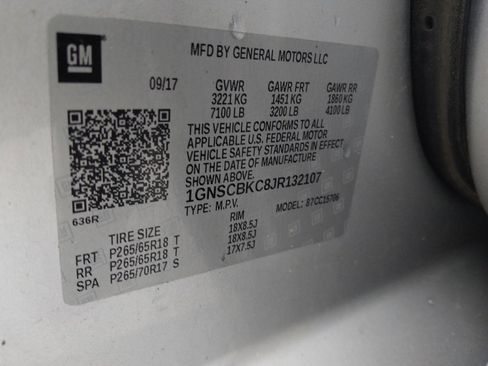 GM
MFD BY GENERAL MOTORS LLC
09/17 GVWR GAWR FRT GAWR RR
3221 KG 1451 KG 1860 KG
7100 LB 3200 LB 4100 LB
THIS VEHICLE CONFORMS TO ALL
APPLICABLE U.S. FEDERAL MOTOR
VEHICLE SAFETY STANDARDS IN EFFECT
ON THE DATE OF MANUFACTURE
1GNSCBKC8JR132107
636R TYPE: M.P.V. MODEL: 87CC15706
TIRE SIZE RIM
FRT P265/65R18 T 18X8.5J
RR P265/65R18 T 18X8.5J
SPA P265/70R17 S 17X7.5J